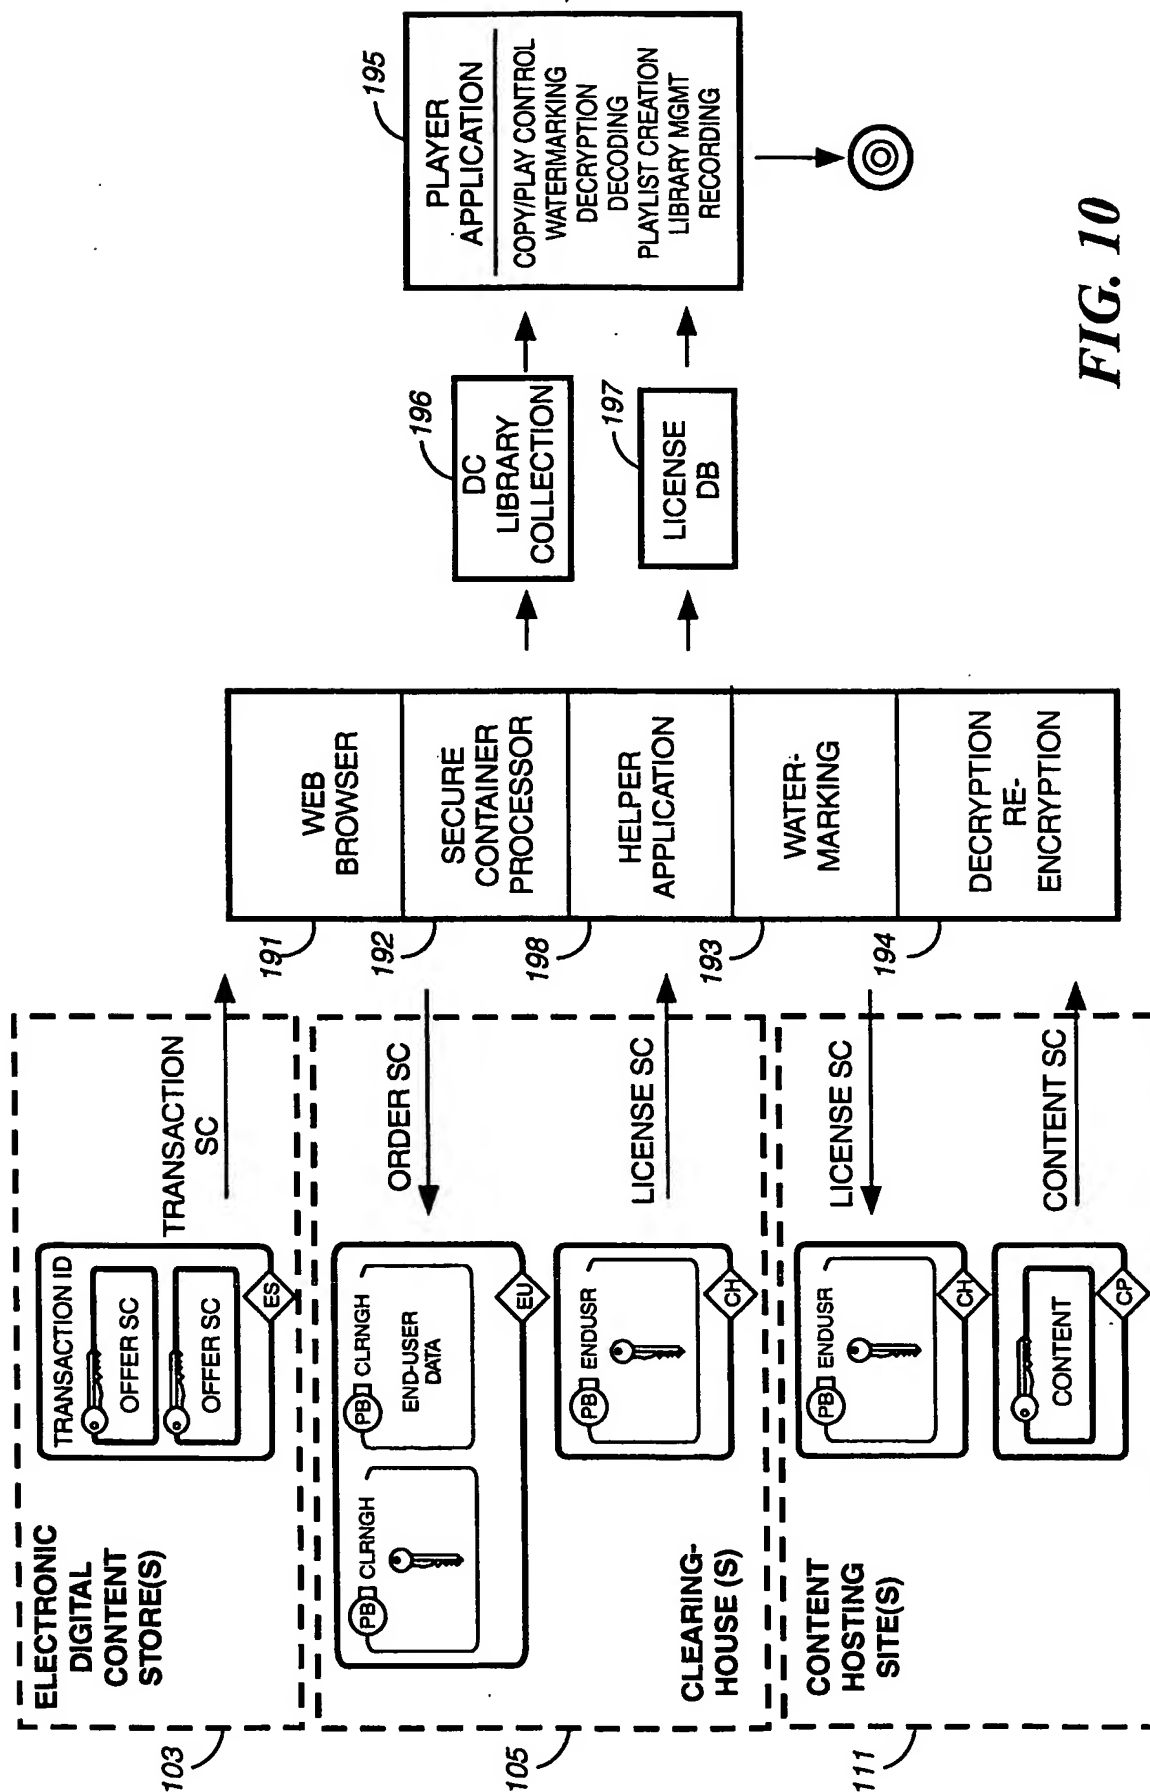 ELECTRONIC
DIGITAL
CONTENT
STORE(S)
103
TRANSACTION ID
OFFER SC
OFFER SC
ES
TRANSACTION
SC
CLEARING-
HOUSE (S)
105
PB CLRNGH
PB CLRNGH
END-USER
DATA
EU
ORDER SC
PB ENDUSR
CH
LICENSE SC
CONTENT
HOSTING
SITE(S)
111
PB ENDUSR
CH
LICENSE SC
CONTENT
CP
CONTENT SC
191
WEB
BROWSER
192
SECURE
CONTAINER
PROCESSOR
198
HELPER
APPLICATION
193
WATER-
MARKING
194
DECRYPTION
RE-
ENCRYPTION
196
DC
LIBRARY
COLLECTION
197
LICENSE
DB
195
PLAYER
APPLICATION
COPY/PLAY CONTROL
WATERMARKING
DECRYPTION
DECODING
PLAYLIST CREATION
LIBRARY MGMT
RECORDING
FIG. 10